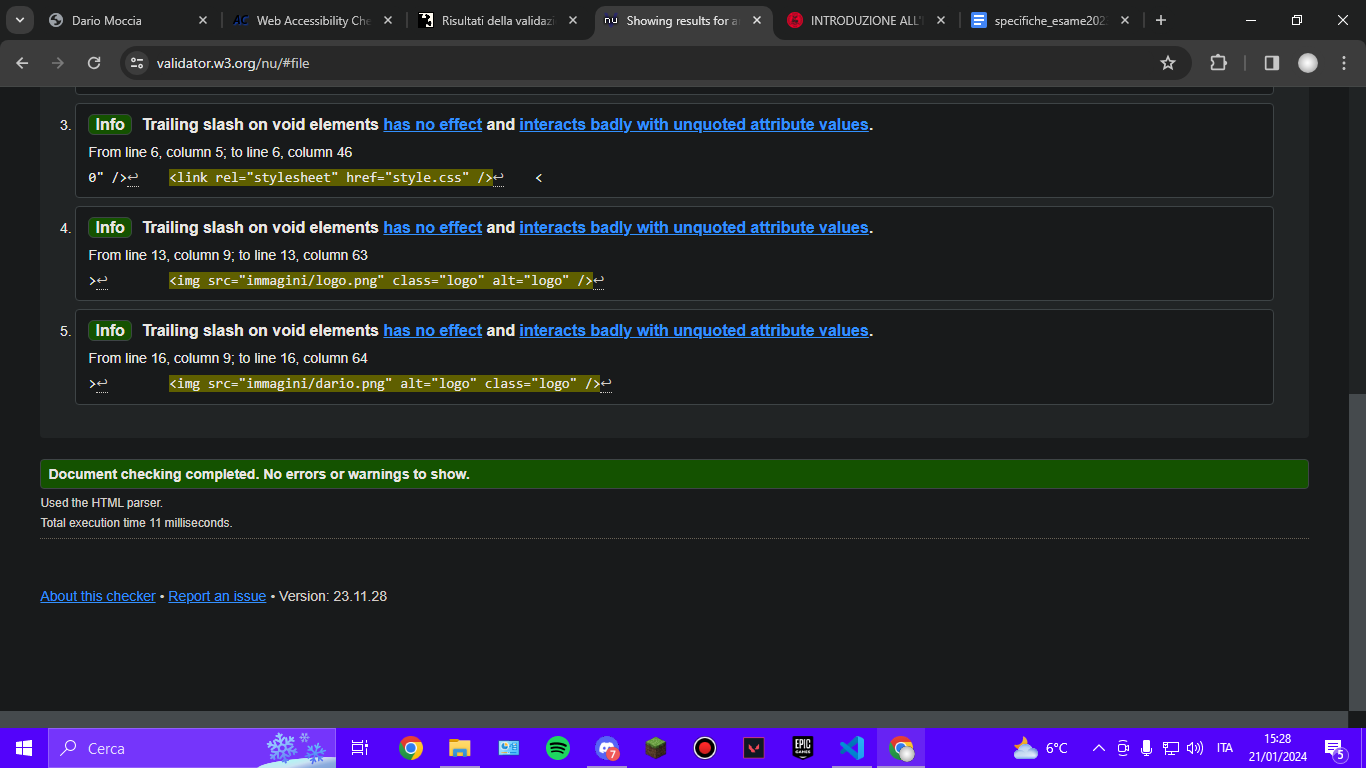 Dario Moccia
AC Web Accessibility Che
Risultati della validazi
nu Showing results for a
INTRODUZIONE ALL'
specifiche_esame202
validator.w3.org/nu/#file
3. Info Trailing slash on void elements has no effect and interacts badly with unquoted attribute values.
From line 6, column 5; to line 6, column 46
0" />↩ <link rel="stylesheet" href="style.css" />↩ <
4. Info Trailing slash on void elements has no effect and interacts badly with unquoted attribute values.
From line 13, column 9; to line 13, column 63
>↩ <img src="immagini/logo.png" class="logo" alt="logo" />↩
5. Info Trailing slash on void elements has no effect and interacts badly with unquoted attribute values.
From line 16, column 9; to line 16, column 64
>↩ <img src="immagini/dario.png" alt="logo" class="logo" />↩
Document checking completed. No errors or warnings to show.
Used the HTML parser.
Total execution time 11 milliseconds.
About this checker • Report an issue • Version: 23.11.28
Cerca
7
EPIC GAMES
6°C
ITA
15:28
21/01/2024
5